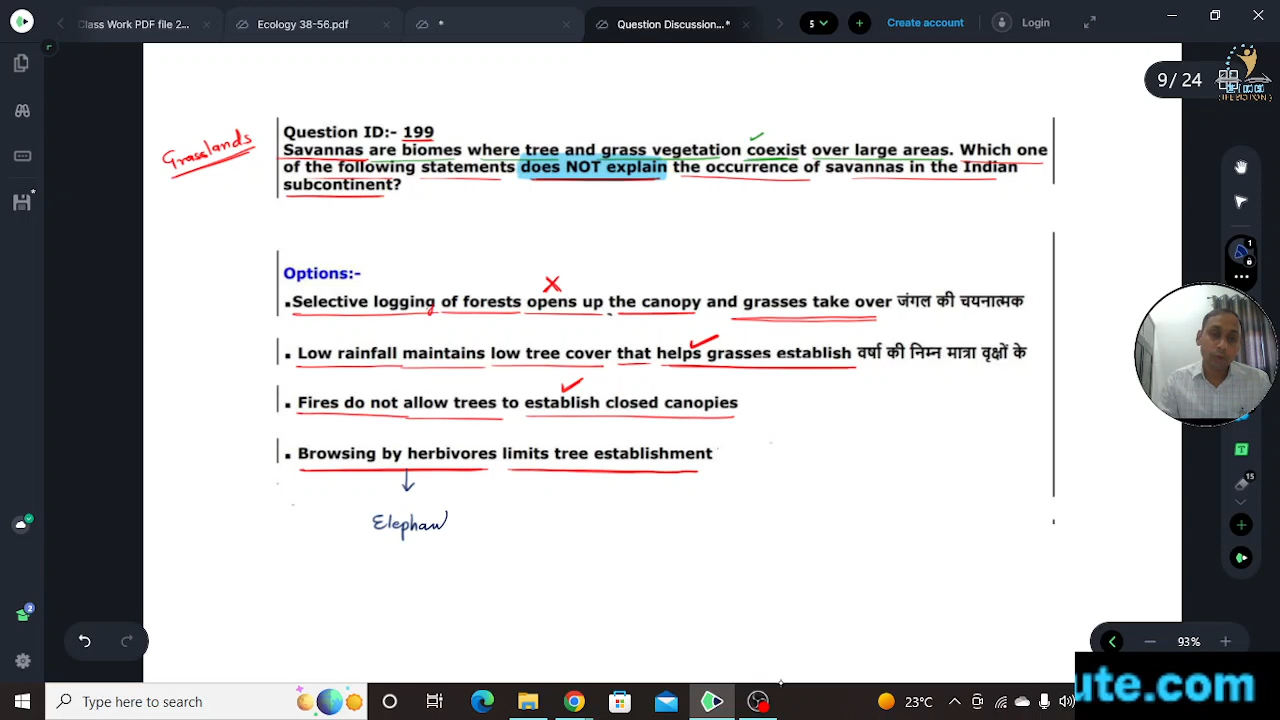 Class Work PDF file 2...
Ecology 38-56.pdf
*
Question Discussion...*
5
Create account
Login
9 / 24
Grasslands
Question ID:- 199
Savannas are biomes where tree and grass vegetation coexist over large areas. Which one
of the following statements does NOT explain the occurrence of savannas in the Indian
subcontinent?
Options:-
.Selective logging of forests opens up the canopy and grasses take over जंगल की चयनात्मक
. Low rainfall maintains low tree cover that helps grasses establish वर्षा की निम्न मात्रा वृक्षों के
. Fires do not allow trees to establish closed canopies
. Browsing by herbivores limits tree establishment
Elephan
1
15
2
93%
ute.com
Type here to search
23°C